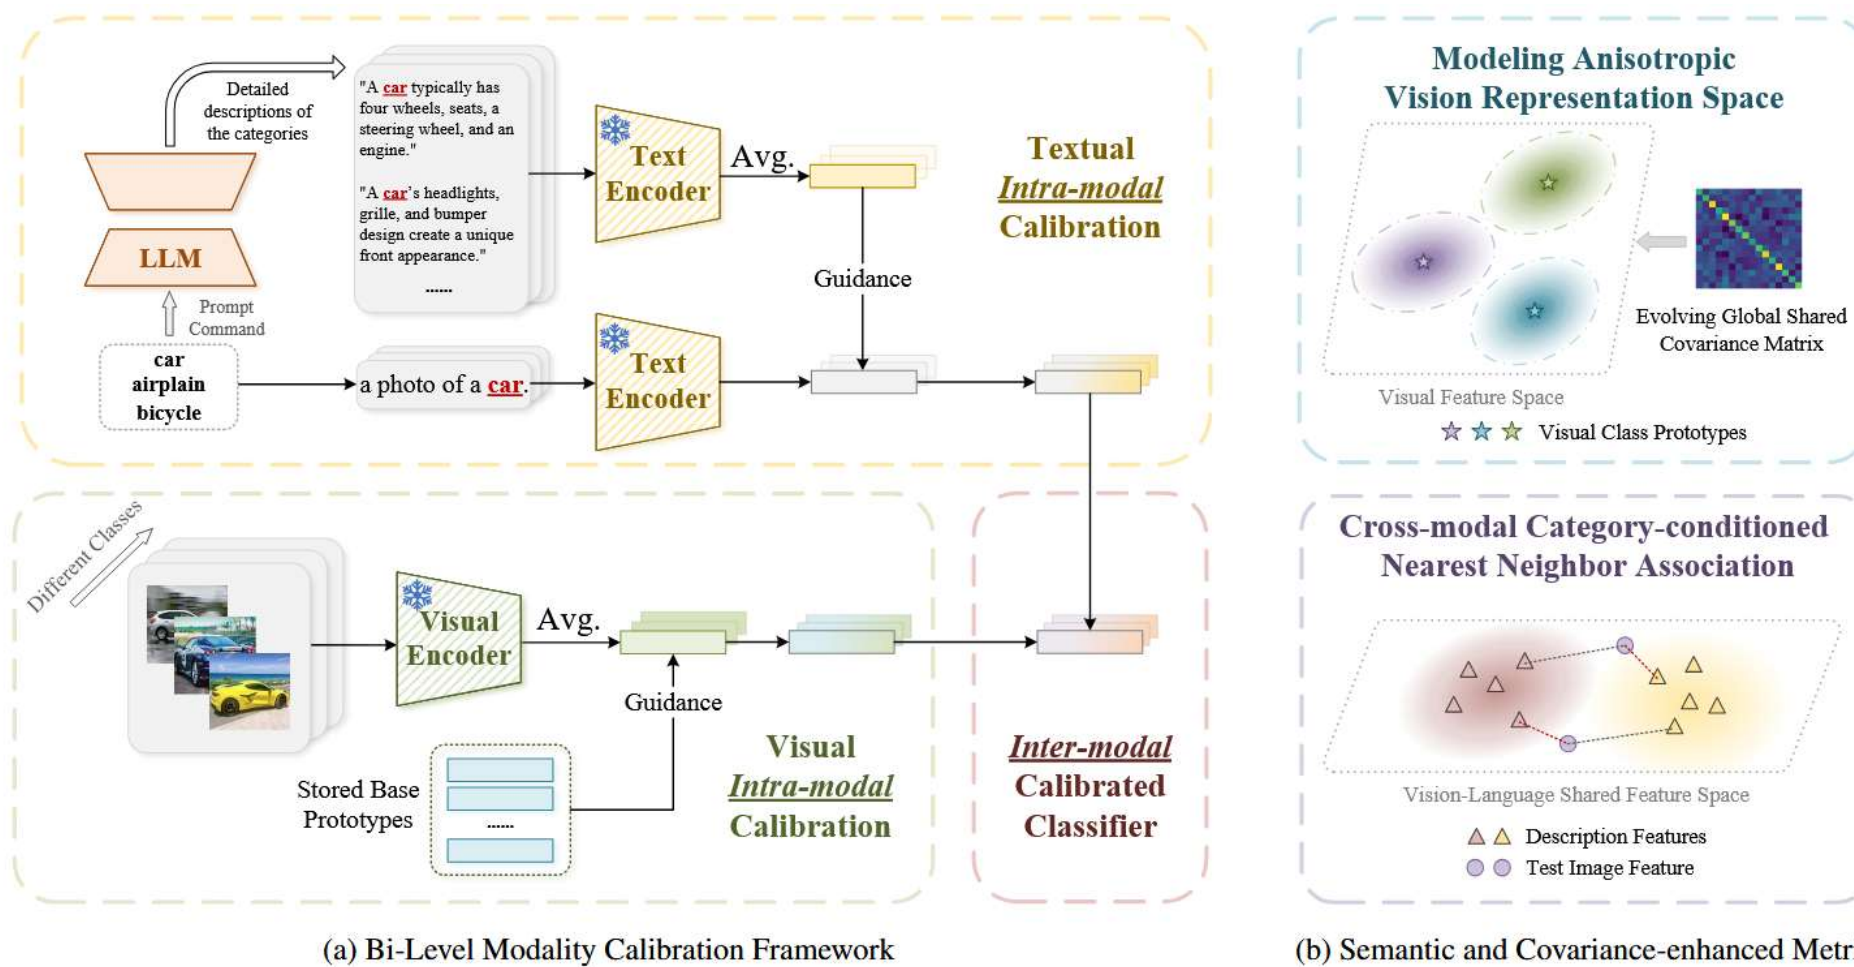 Detailed
descriptions of
the categories
"A car typically has
four wheels, seats, a
steering wheel, and an
engine."
"A car's headlights,
grille, and bumper
design create a unique
front appearance."
......
Text
Encoder
Avg.
Textual
Intra-modal
Calibration
LLM
Prompt
Command
Guidance
car
airplain
bicycle
a photo of a car.
Text
Encoder
Different Classes
Visual
Encoder
Avg.
Guidance
Stored Base
Prototypes
......
Visual
Intra-modal
Calibration
Inter-modal
Calibrated
Classifier
(a) Bi-Level Modality Calibration Framework
Modeling Anisotropic
Vision Representation Space
Evolving Global Shared
Covariance Matrix
Visual Feature Space
Visual Class Prototypes
Cross-modal Category-conditioned
Nearest Neighbor Association
Vision-Language Shared Feature Space
Description Features
Test Image Feature
(b) Semantic and Covariance-enhanced Metr